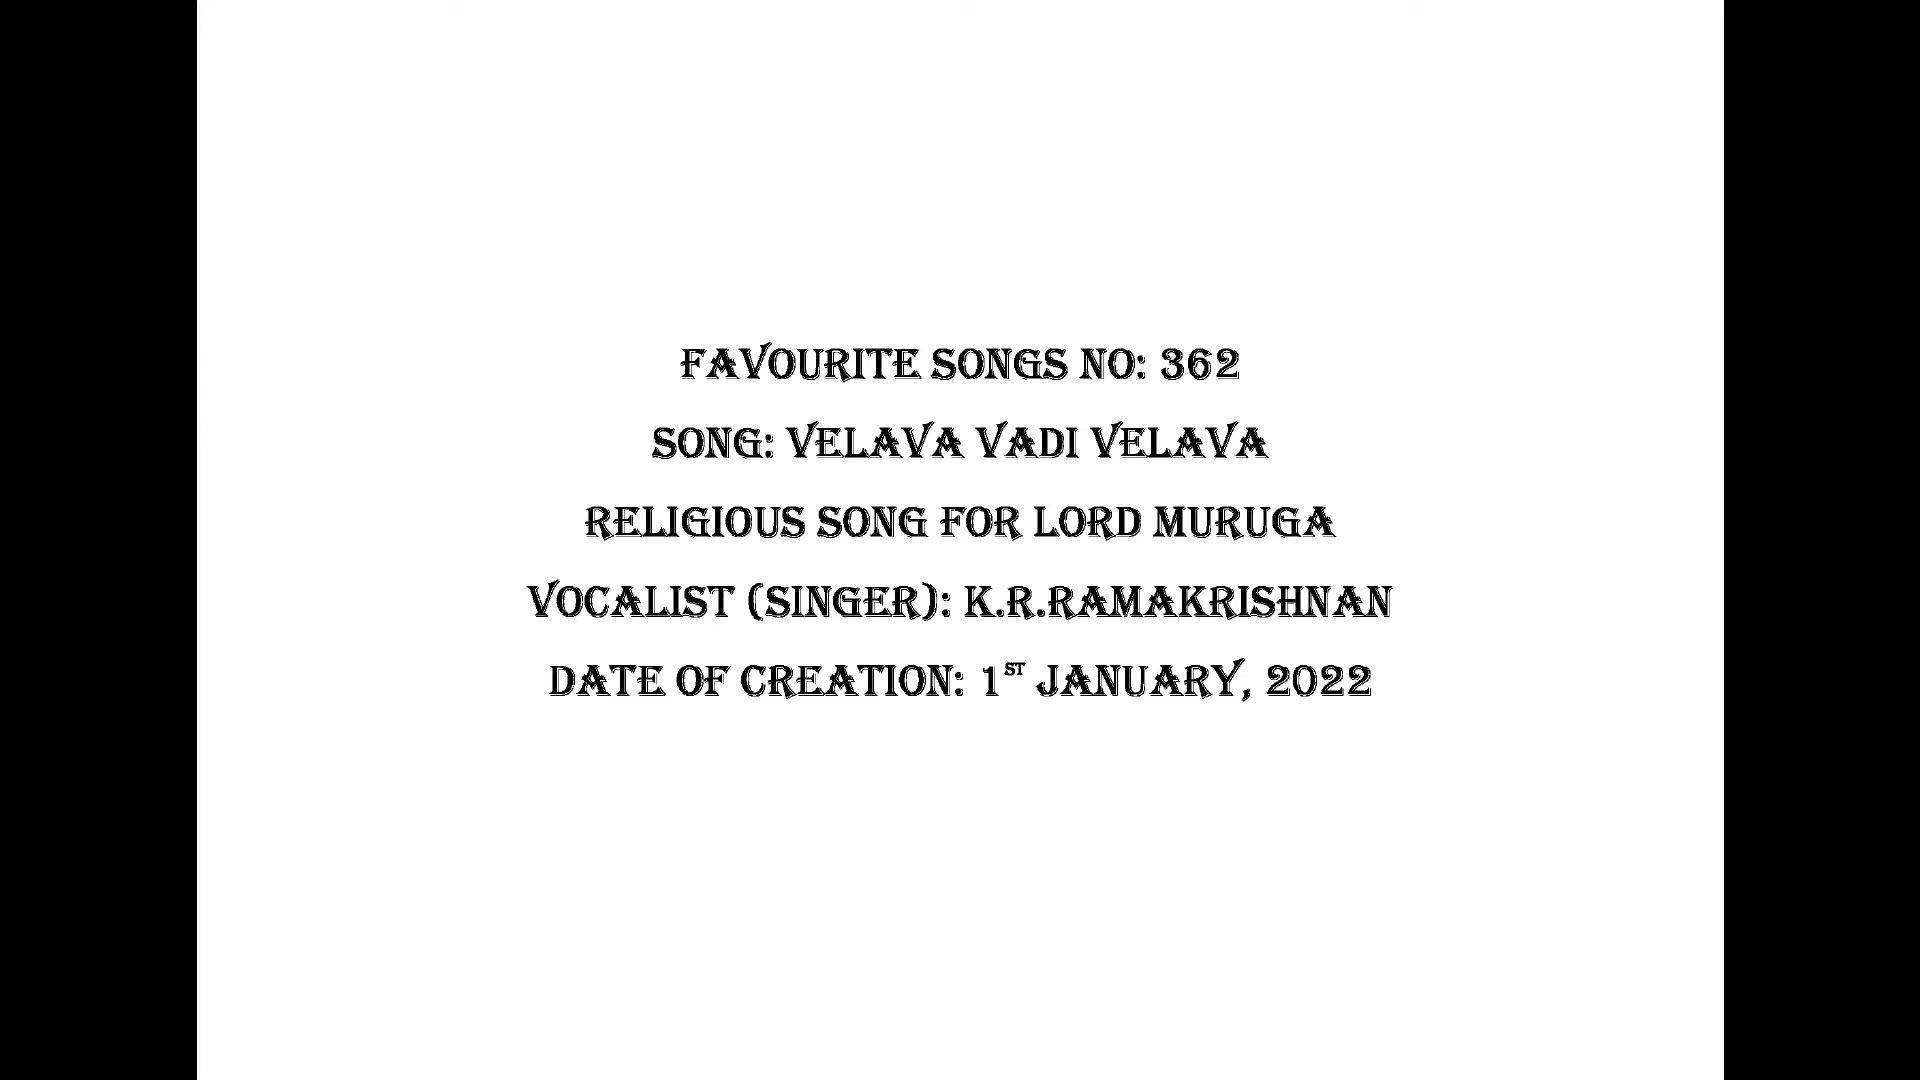 FAVOURITE SONGS NO: 362
SONG: VELAVA VADI VELAVA
RELIGIOUS SONG FOR LORD MURUGA
VOCALIST (SINGER): K.R.RAMAKRISHNAN
DATE OF CREATION: 1ST JANUARY, 2022